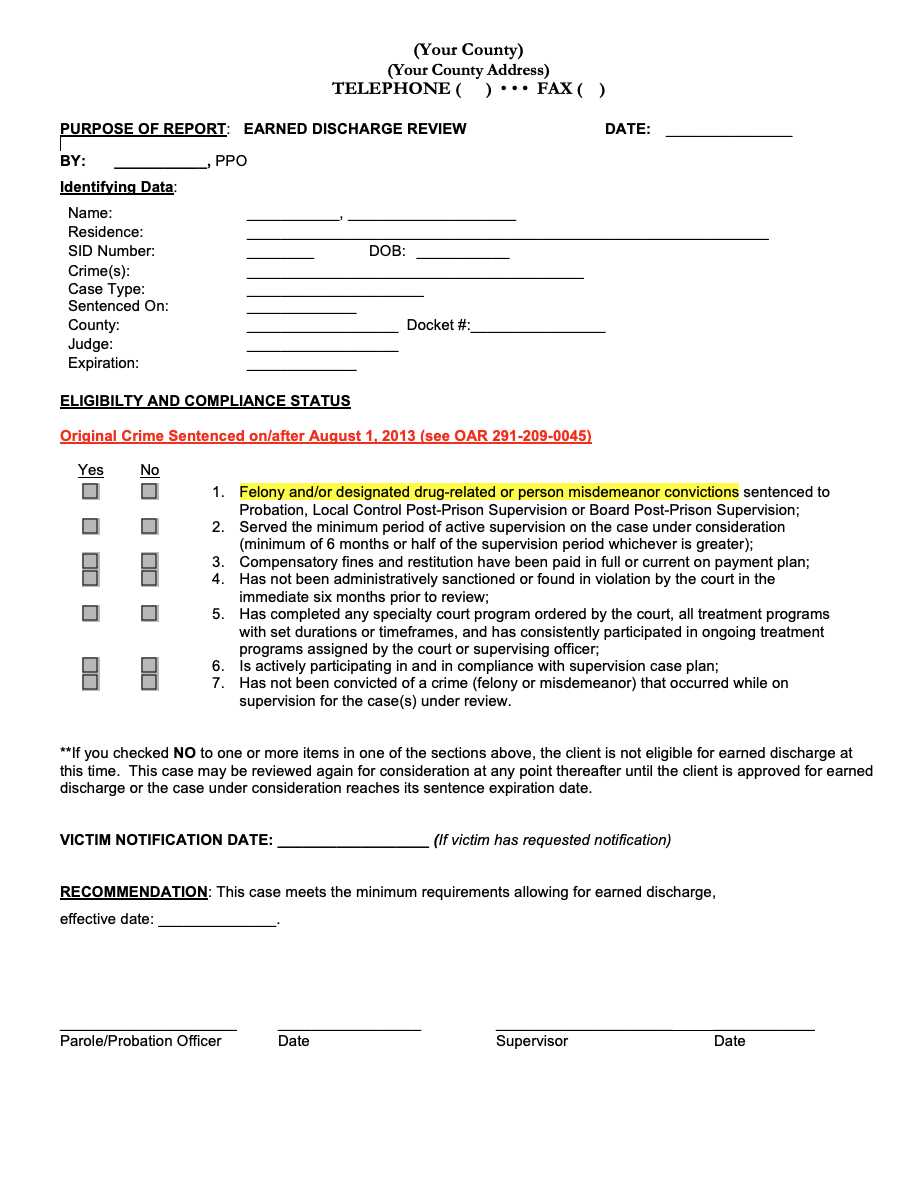 (Your County)
(Your County Address)
TELEPHONE (    ) • • • FAX (   )
PURPOSE OF REPORT:   EARNED DISCHARGE REVIEW   DATE: _______________
BY: ___________, PPO
Identifying Data:
Name: ___________, ____________________
Residence: ______________________________________________________________
SID Number: ________   DOB: ___________
Crime(s): ________________________________________
Case Type: _____________________
Sentenced On: _____________
County: __________________ Docket #:________________
Judge: __________________
Expiration: _____________
ELIGIBILTY AND COMPLIANCE STATUS
Original Crime Sentenced on/after August 1, 2013 (see OAR 291-209-0045)
Yes   No
1. Felony and/or designated drug-related or person misdemeanor convictions sentenced to
Probation, Local Control Post-Prison Supervision or Board Post-Prison Supervision;
2. Served the minimum period of active supervision on the case under consideration
(minimum of 6 months or half of the supervision period whichever is greater);
3. Compensatory fines and restitution have been paid in full or current on payment plan;
4. Has not been administratively sanctioned or found in violation by the court in the
immediate six months prior to review;
5. Has completed any specialty court program ordered by the court, all treatment programs
with set durations or timeframes, and has consistently participated in ongoing treatment
programs assigned by the court or supervising officer;
6. Is actively participating in and in compliance with supervision case plan;
7. Has not been convicted of a crime (felony or misdemeanor) that occurred while on
supervision for the case(s) under review.
**If you checked NO to one or more items in one of the sections above, the client is not eligible for earned discharge at
this time.  This case may be reviewed again for consideration at any point thereafter until the client is approved for earned
discharge or the case under consideration reaches its sentence expiration date.
VICTIM NOTIFICATION DATE: __________________ (If victim has requested notification)
RECOMMENDATION: This case meets the minimum requirements allowing for earned discharge,
effective date: ______________.
Parole/Probation Officer   Date   Supervisor   Date